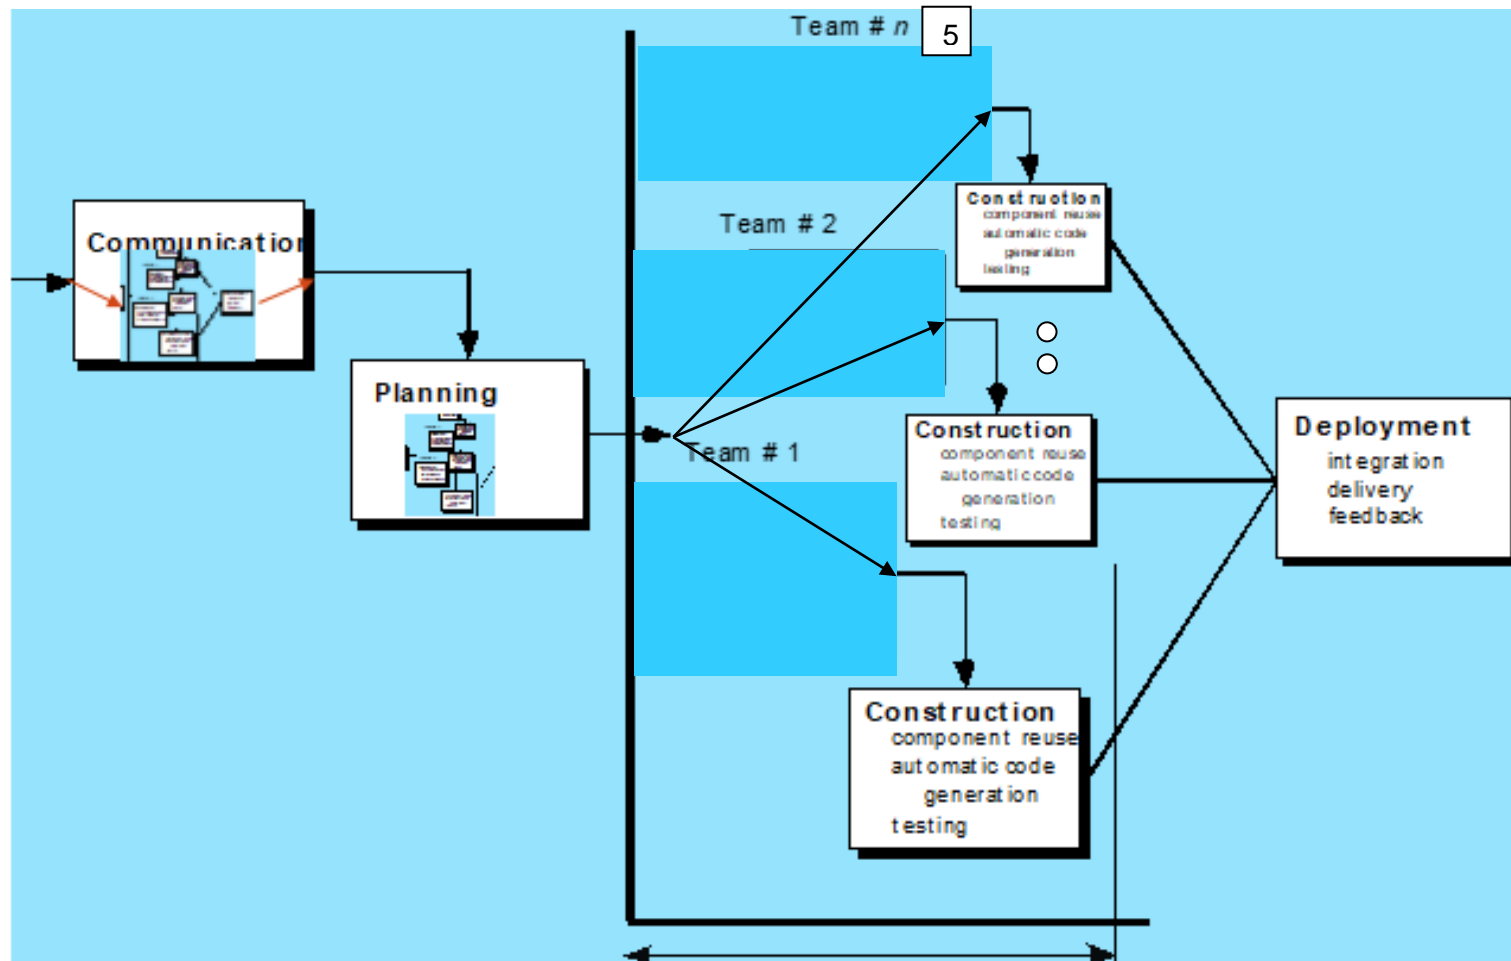 Team # n
5
Construction
component reuse
automatic code
generation
testing
Team # 2
Communication
Planning
Team # 1
Construction
component reuse
automatic code
generation
testing
Deployment
integration
delivery
feedback
Construction
component reuse
automatic code
generation
testing